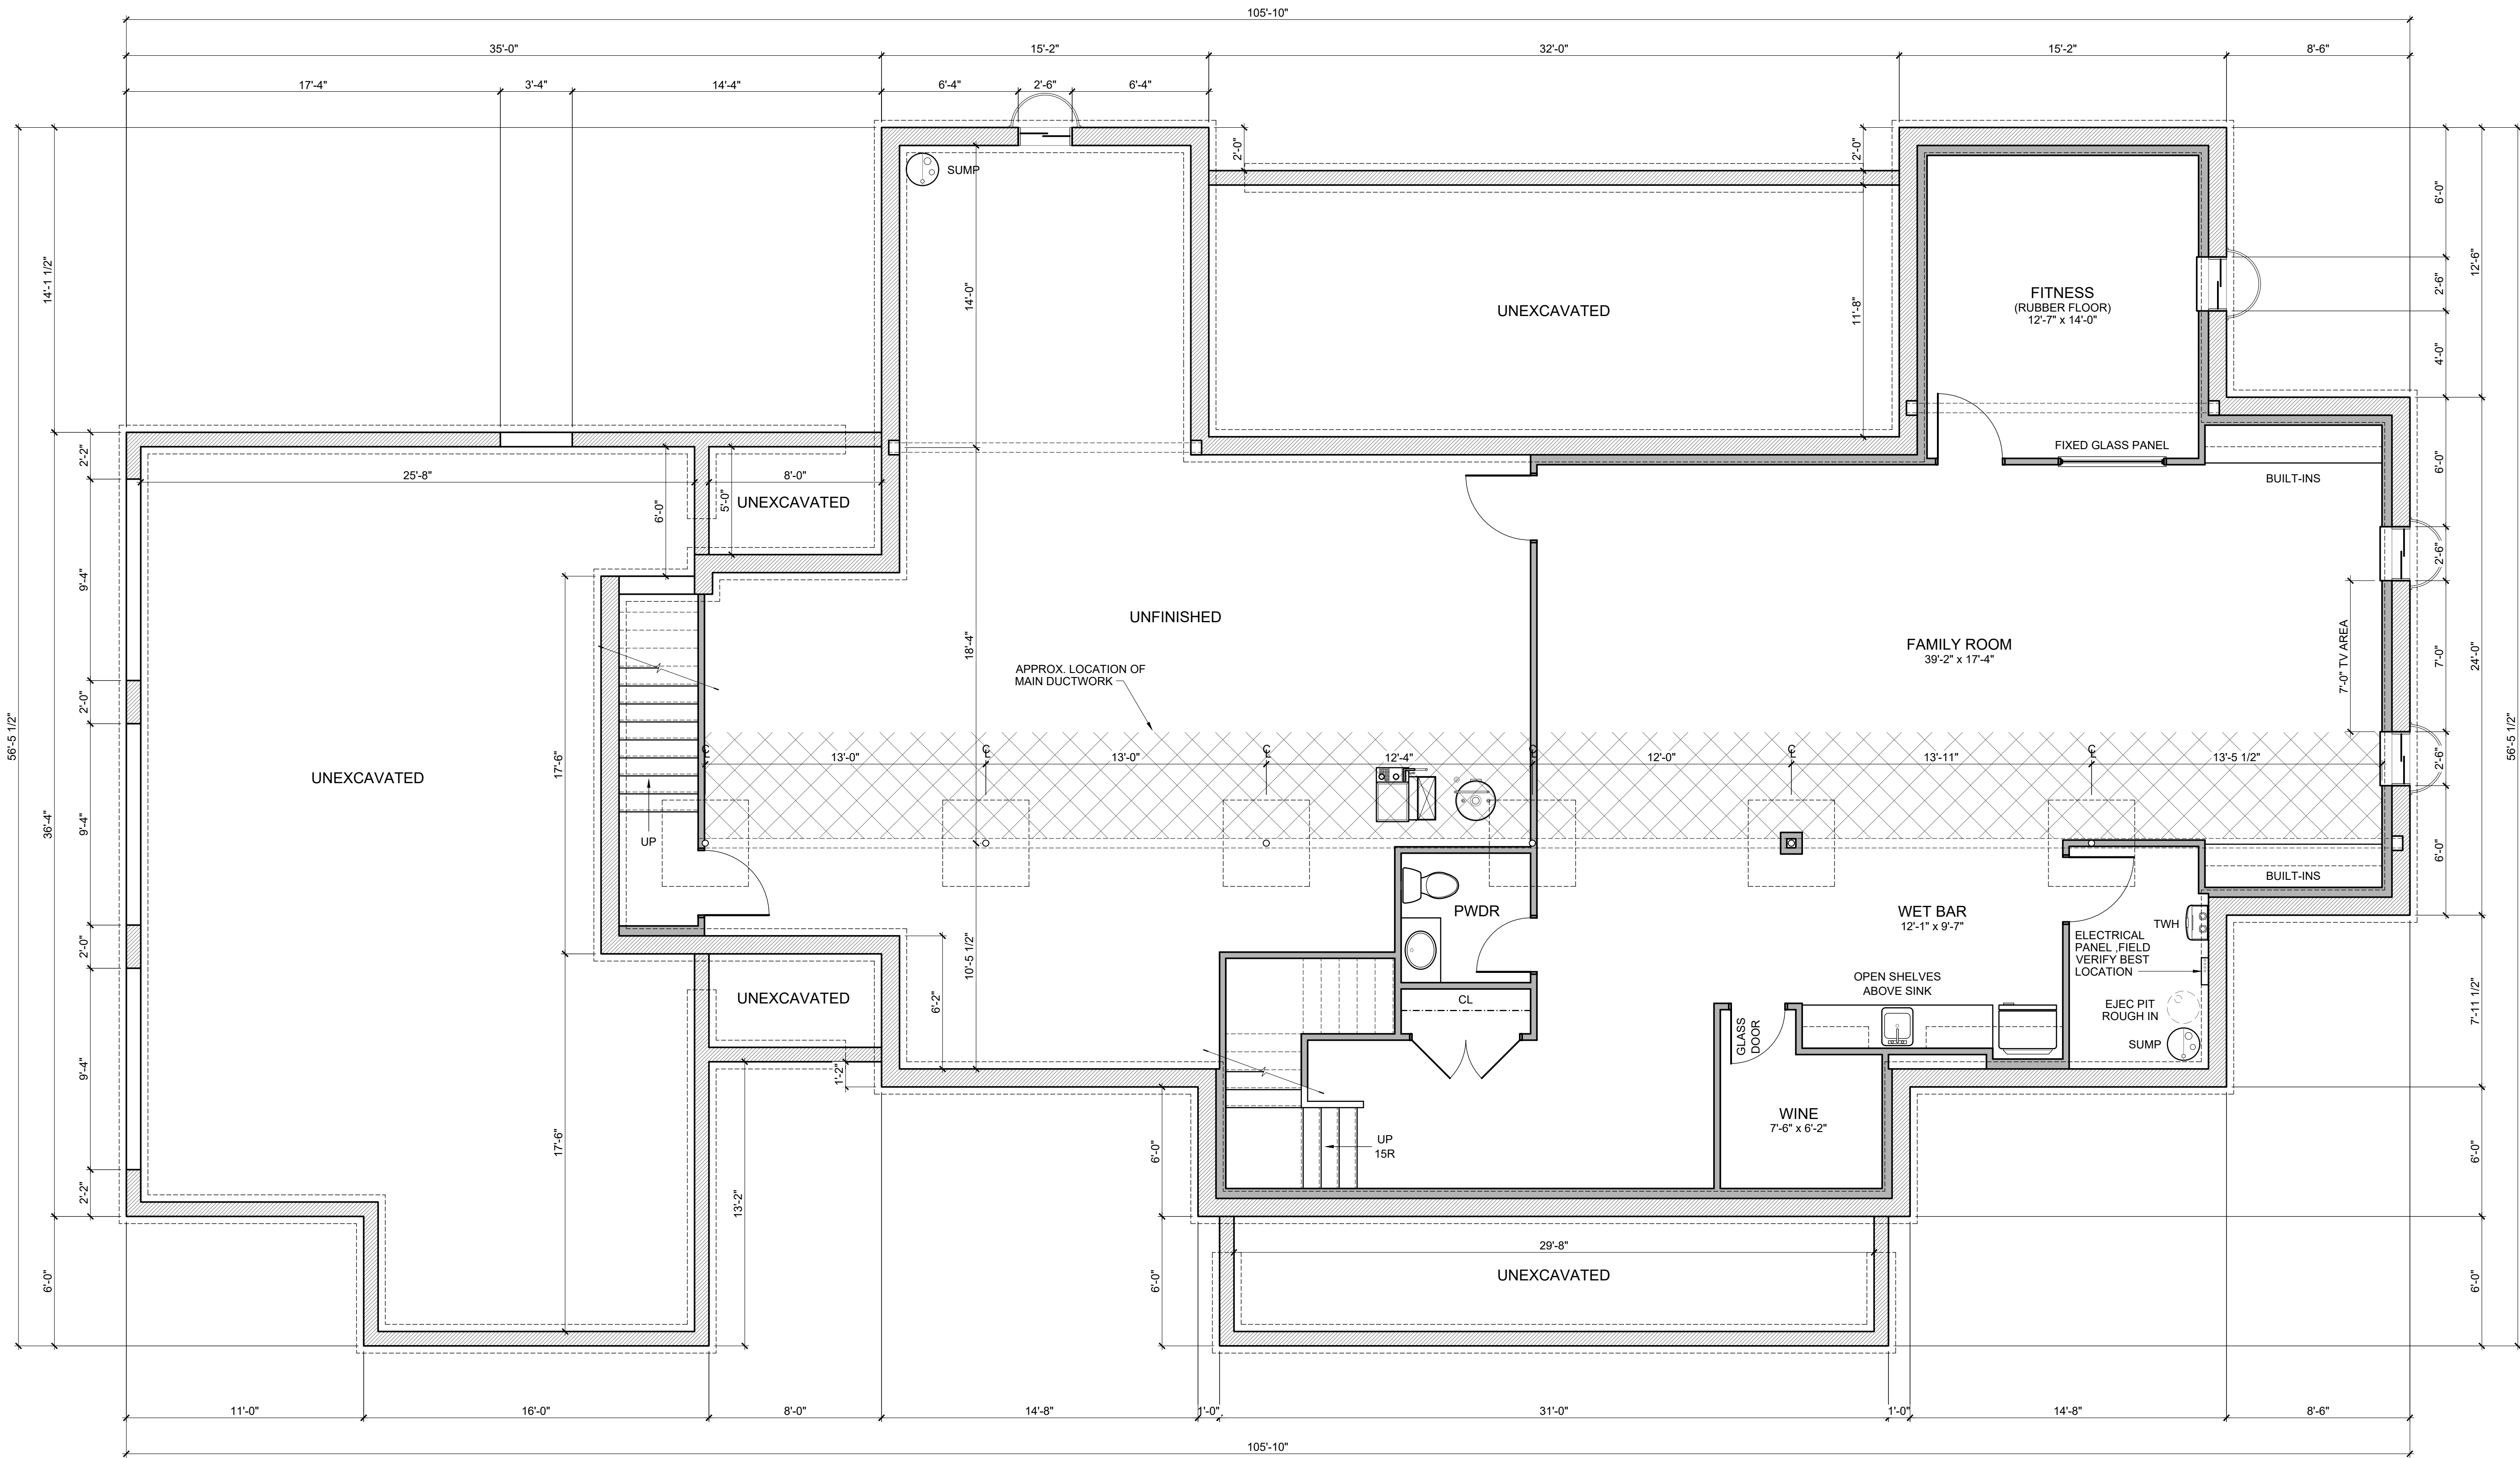 105'-10"
35'-0"
15'-2"
32'-0"
15'-2"
8'-6"
17'-4"
3'-4"
14'-4"
6'-4"
2'-6"
6'-4"
2'-0"
2'-0"
SUMP
14'-1 1/2"
14'-0"
UNEXCAVATED
11'-8"
FITNESS
(RUBBER FLOOR)
12'-7" x 14'-0"
6'-0"
2'-6"
4'-0"
12'-6"
FIXED GLASS PANEL
BUILT-INS
2'-2"
25'-8"
6'-0"
5'-0"
8'-0"
UNEXCAVATED
6'-0"
2'-6"
9'-4"
UNFINISHED
18'-4"
APPROX. LOCATION OF
MAIN DUCTWORK
FAMILY ROOM
39'-2" x 17'-4"
7'-0" TV AREA
7'-0"
24'-0"
2'-0"
56'-5 1/2"
56'-5 1/2"
UNEXCAVATED
17'-6"
CL
CL
CL
CL
CL
CL
13'-0"
13'-0"
12'-4"
12'-0"
13'-11"
13'-5 1/2"
2'-6"
36'-4"
9'-4"
UP
6'-0"
BUILT-INS
PWDR
WET BAR
12'-1" x 9'-7"
TWH
ELECTRICAL
PANEL ,FIELD
VERIFY BEST
LOCATION
2'-0"
10'-5 1/2"
6'-2"
UNEXCAVATED
CL
OPEN SHELVES
ABOVE SINK
EJEC PIT
ROUGH IN
SUMP
GLASS
DOOR
7'-11 1/2"
9'-4"
1'-2"
17'-6"
6'-0"
UP
15R
WINE
7'-6" x 6'-2"
6'-0"
2'-2"
13'-2"
6'-0"
6'-0"
29'-8"
UNEXCAVATED
6'-0"
11'-0"
16'-0"
8'-0"
14'-8"
1'-0"
31'-0"
1'-0"
14'-8"
8'-6"
105'-10"